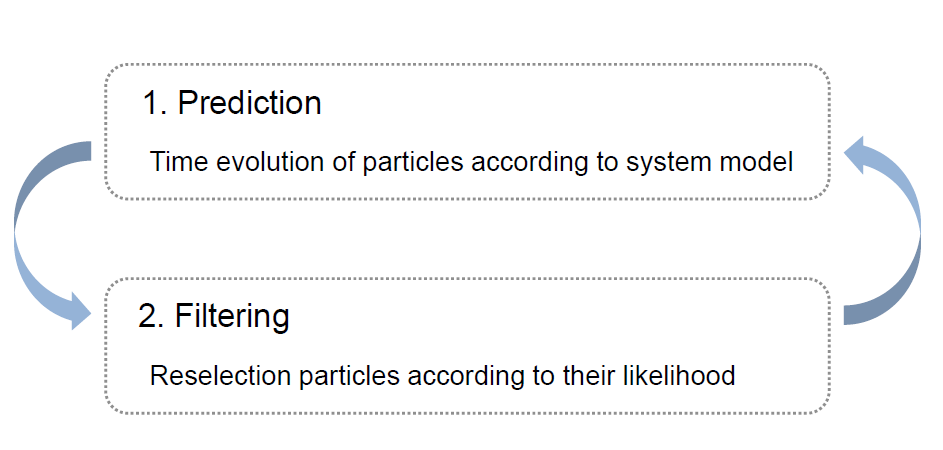 1. Prediction
Time evolution of particles according to system model
2. Filtering
Reselection particles according to their likelihood